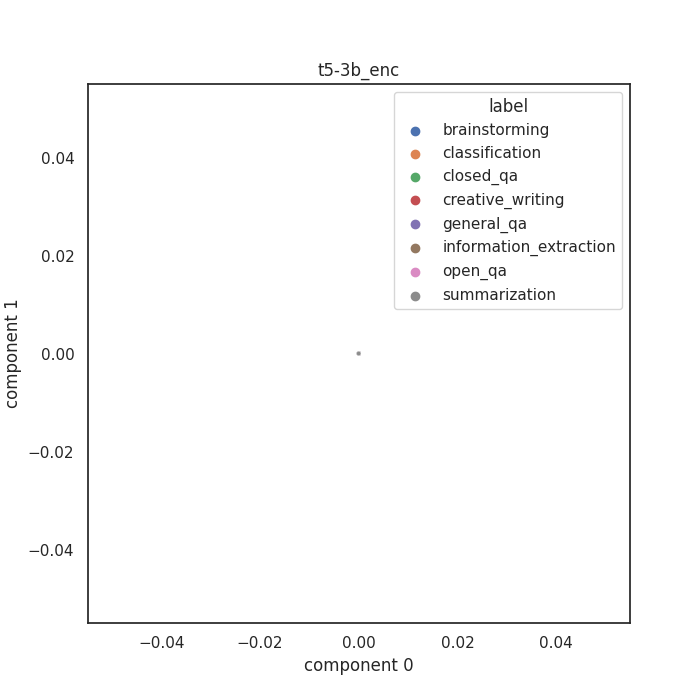 t5-3b_enc
label
brainstorming
classification
closed_qa
creative_writing
general_qa
information_extraction
open_qa
summarization
0.04
0.02
0.00
−0.02
−0.04
component 1
−0.04 −0.02 0.00 0.02 0.04
component 0